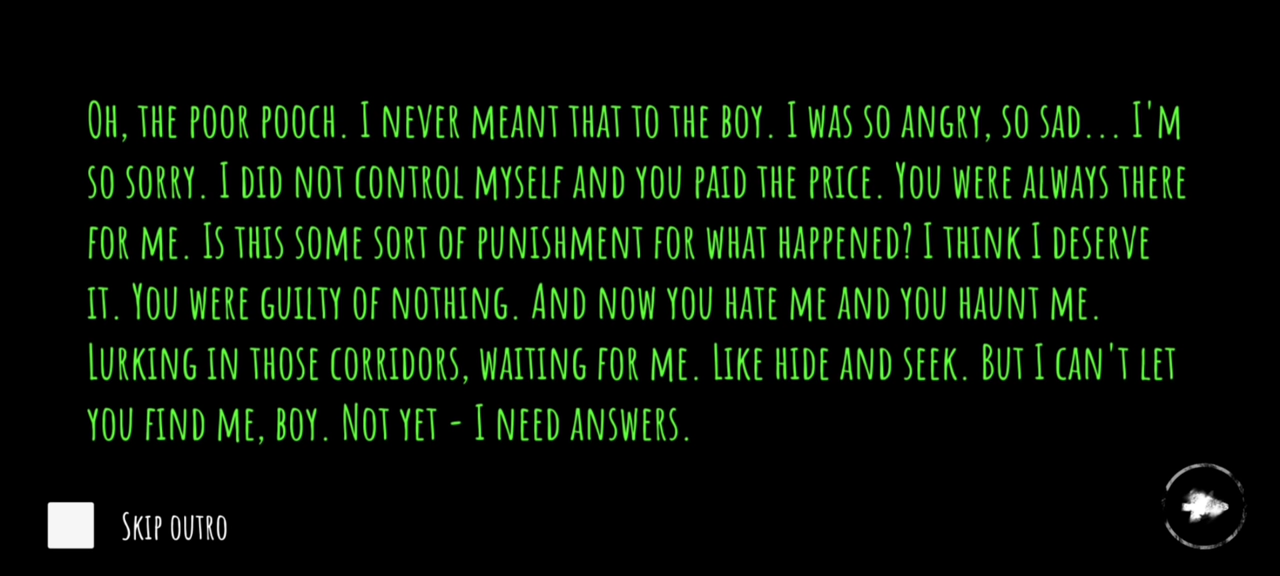 Oh, the poor pooch. I never meant that to the boy. I was so angry, so sad... I'm
so sorry. I did not control myself and you paid the price. You were always there
for me. Is this some sort of punishment for what happened? I think I deserve
it. You were guilty of nothing. And now you hate me and you haunt me.
Lurking in those corridors, waiting for me. Like hide and seek. But I can't let
you find me, boy. Not yet - I need answers.
Skip outro